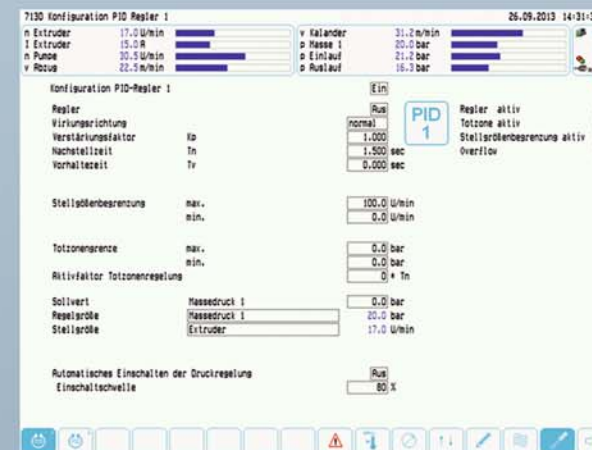 7130 Konfiguration PID Regler 1 26.09.2013 14:31:
n Extruder 17.0 U/min v Kalander 31.2 m/min
I Extruder 15.0 A p Masse 1 20.0 bar
n Pumpe 30.5 U/min p Einlauf 21.2 bar
v Abzug 22.5 m/min p Auslauf 16.3 bar
Konfiguration PID-Regler 1 Ein
Regler Aus PID 1 Regler aktiv
Wirkungsrichtung normal Totzone aktiv
Verstärkungsfaktor Kp 1.000 Stellgrößenbegrenzung aktiv
Nachstellzeit Tn 1.500 sec Overflow
Vorhaltezeit Tv 0.000 sec
Stellgößenbegrenzung max. 100.0 U/min
min. 0.0 U/min
Totzonengrenze max. 0.0 bar
min. 0.0 bar
Aktivfaktor Totzonenregelung 0 * Tn
Sollwert Massedruck 1 0.0 bar
Regelgröße Massedruck 1 20.0 bar
Stellgröße Extruder 17.0 U/min
Automatisches Einschalten der Druckregelung Aus
Einschaltschwelle 80 %